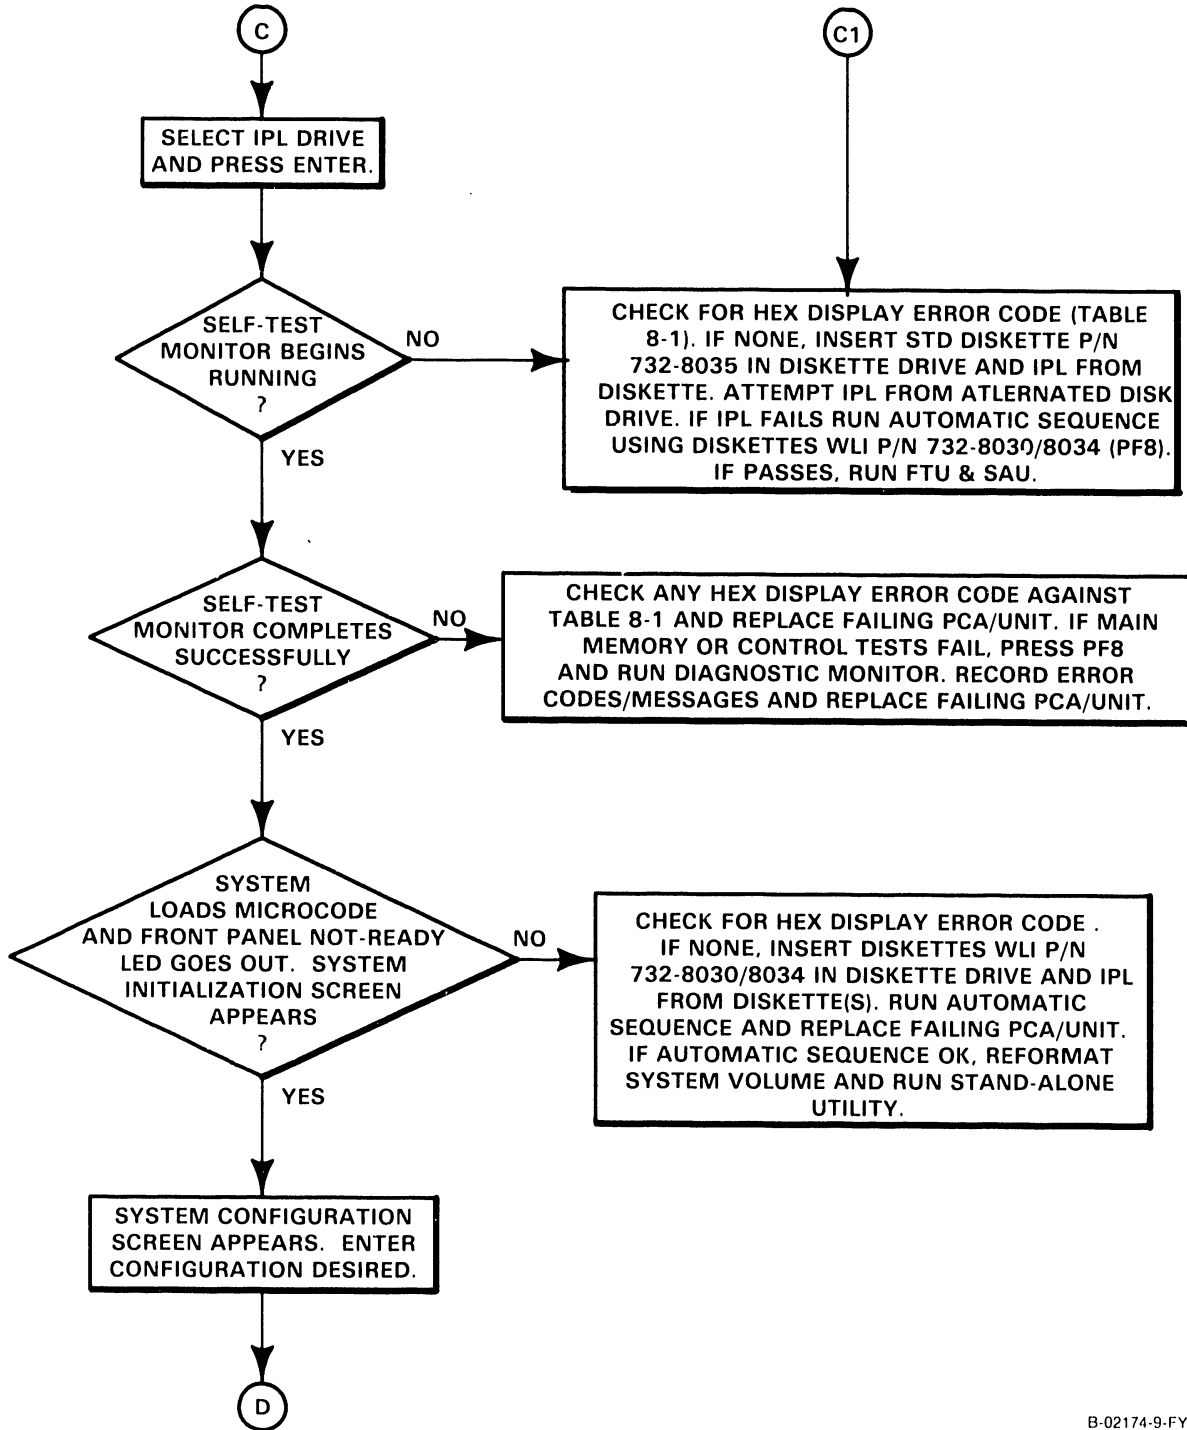 C
C1
SELECT IPL DRIVE
AND PRESS ENTER.
SELF-TEST
MONITOR BEGINS
RUNNING
?
NO
YES
CHECK FOR HEX DISPLAY ERROR CODE (TABLE
8-1). IF NONE, INSERT STD DISKETTE P/N
732-8035 IN DISKETTE DRIVE AND IPL FROM
DISKETTE. ATTEMPT IPL FROM ATLERNATED DISK
DRIVE. IF IPL FAILS RUN AUTOMATIC SEQUENCE
USING DISKETTES WLI P/N 732-8030/8034 (PF8).
IF PASSES, RUN FTU & SAU.
SELF-TEST
MONITOR COMPLETES
SUCCESSFULLY
?
NO
YES
CHECK ANY HEX DISPLAY ERROR CODE AGAINST
TABLE 8-1 AND REPLACE FAILING PCA/UNIT. IF MAIN
MEMORY OR CONTROL TESTS FAIL, PRESS PF8
AND RUN DIAGNOSTIC MONITOR. RECORD ERROR
CODES/MESSAGES AND REPLACE FAILING PCA/UNIT.
SYSTEM
LOADS MICROCODE
AND FRONT PANEL NOT-READY
LED GOES OUT. SYSTEM
INITIALIZATION SCREEN
APPEARS
?
NO
YES
CHECK FOR HEX DISPLAY ERROR CODE .
IF NONE, INSERT DISKETTES WLI P/N
732-8030/8034 IN DISKETTE DRIVE AND IPL
FROM DISKETTE(S). RUN AUTOMATIC
SEQUENCE AND REPLACE FAILING PCA/UNIT.
IF AUTOMATIC SEQUENCE OK, REFORMAT
SYSTEM VOLUME AND RUN STAND-ALONE
UTILITY.
SYSTEM CONFIGURATION
SCREEN APPEARS. ENTER
CONFIGURATION DESIRED.
D
B-02174-9-FY